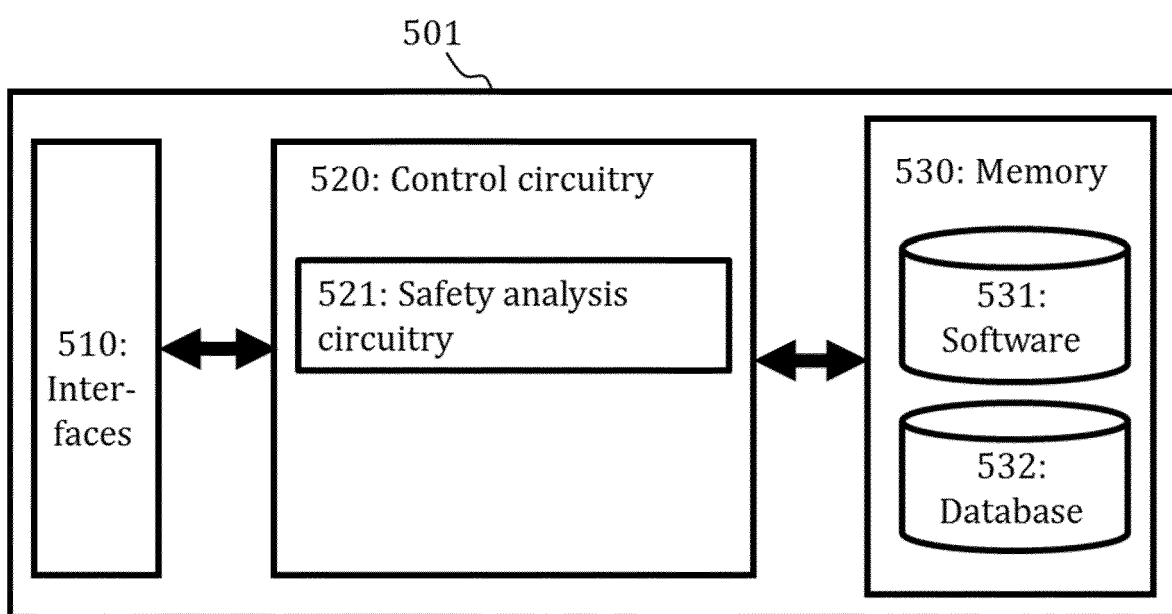 501
510:
Inter-
faces
520: Control circuitry
521: Safety analysis
circuitry
530: Memory
531:
Software
532:
Database